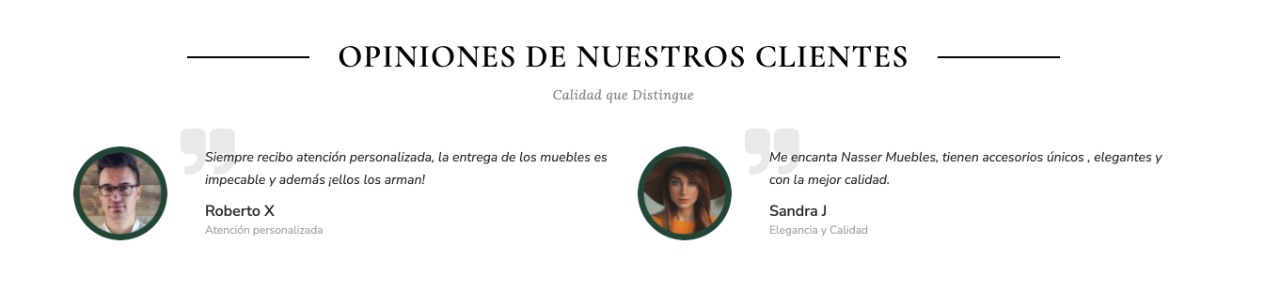 OPINIONES DE NUESTROS CLIENTES
Calidad que Distingue
Siempre recibo atención personalizada, la entrega de los muebles es
impecable y además ¡ellos los arman!
Roberto X
Atención personalizada
Me encanta Nasser Muebles, tienen accesorios únicos , elegantes y
con la mejor calidad.
Sandra J
Elegancia y Calidad